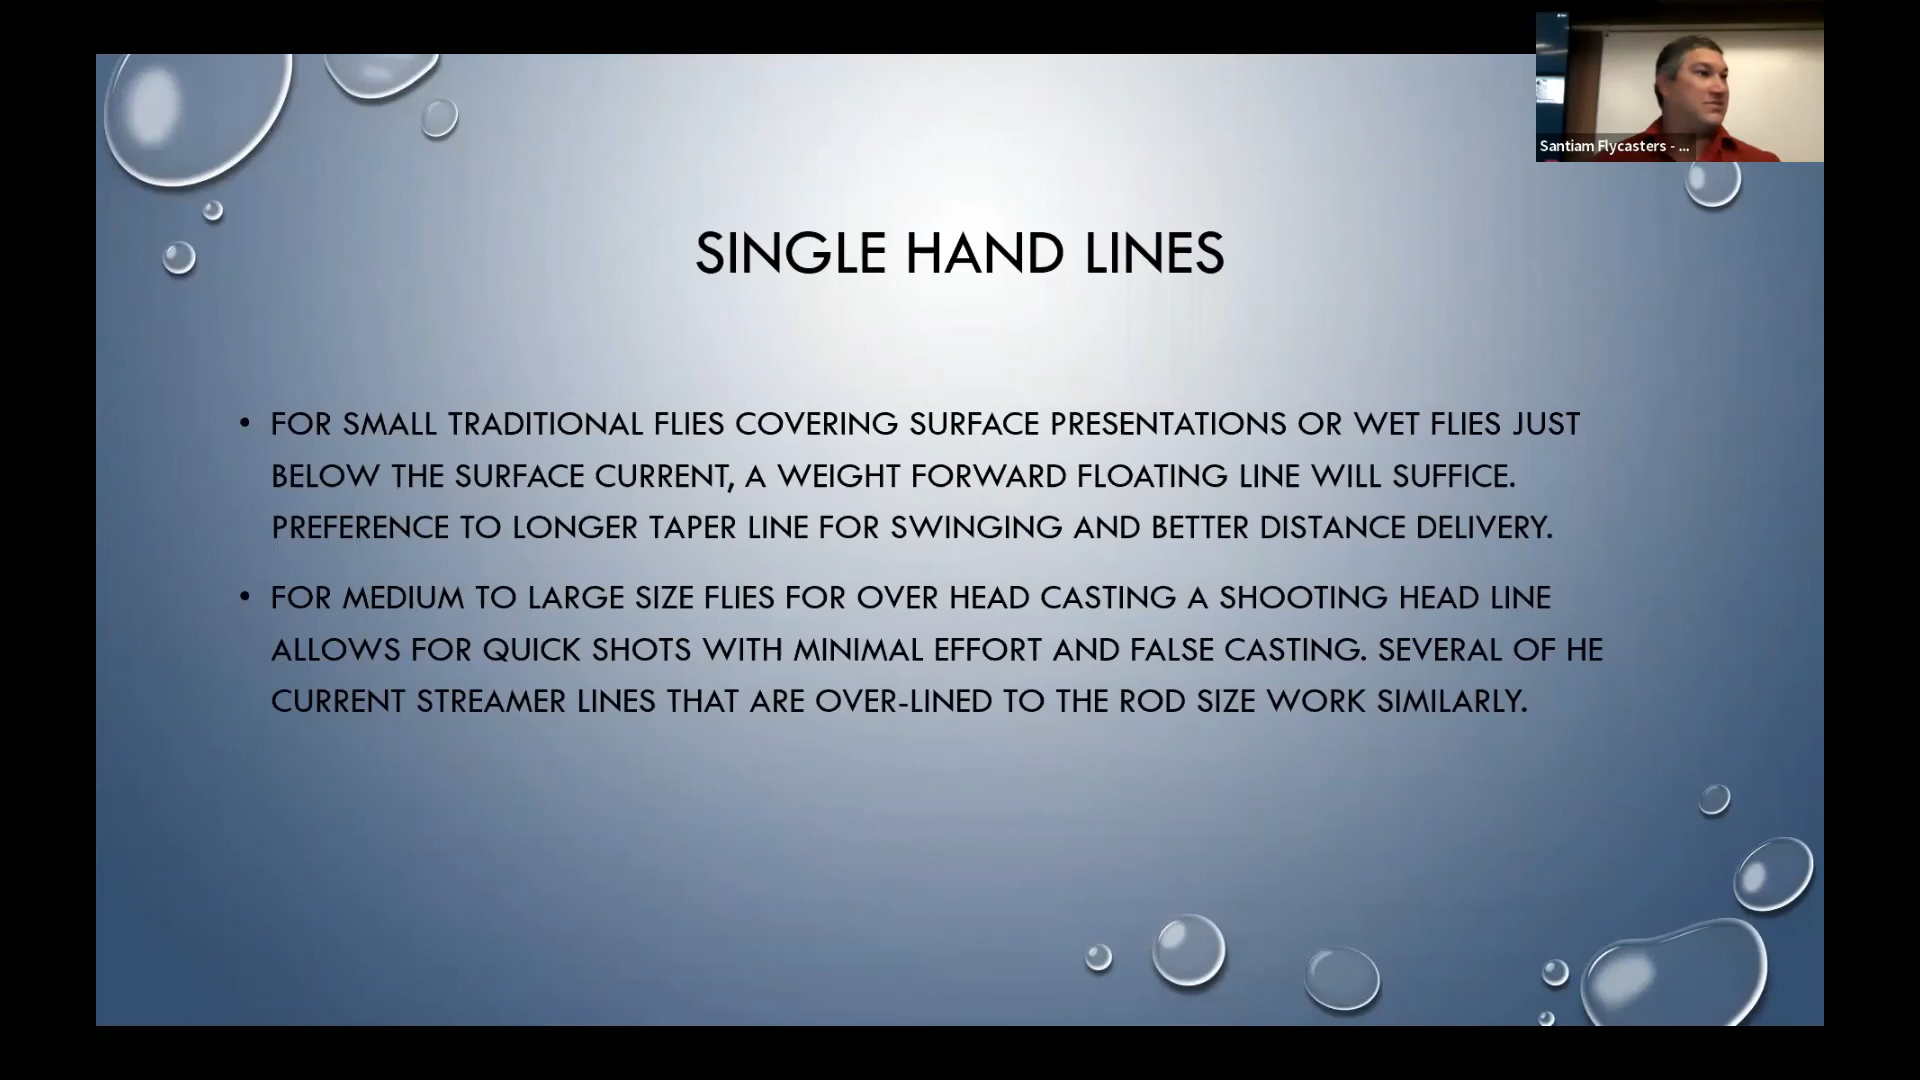 Santiam Flycasters - ...
SINGLE HAND LINES
• FOR SMALL TRADITIONAL FLIES COVERING SURFACE PRESENTATIONS OR WET FLIES JUST
BELOW THE SURFACE CURRENT, A WEIGHT FORWARD FLOATING LINE WILL SUFFICE.
PREFERENCE TO LONGER TAPER LINE FOR SWINGING AND BETTER DISTANCE DELIVERY.
• FOR MEDIUM TO LARGE SIZE FLIES FOR OVER HEAD CASTING A SHOOTING HEAD LINE
ALLOWS FOR QUICK SHOTS WITH MINIMAL EFFORT AND FALSE CASTING. SEVERAL OF HE
CURRENT STREAMER LINES THAT ARE OVER-LINED TO THE ROD SIZE WORK SIMILARLY.